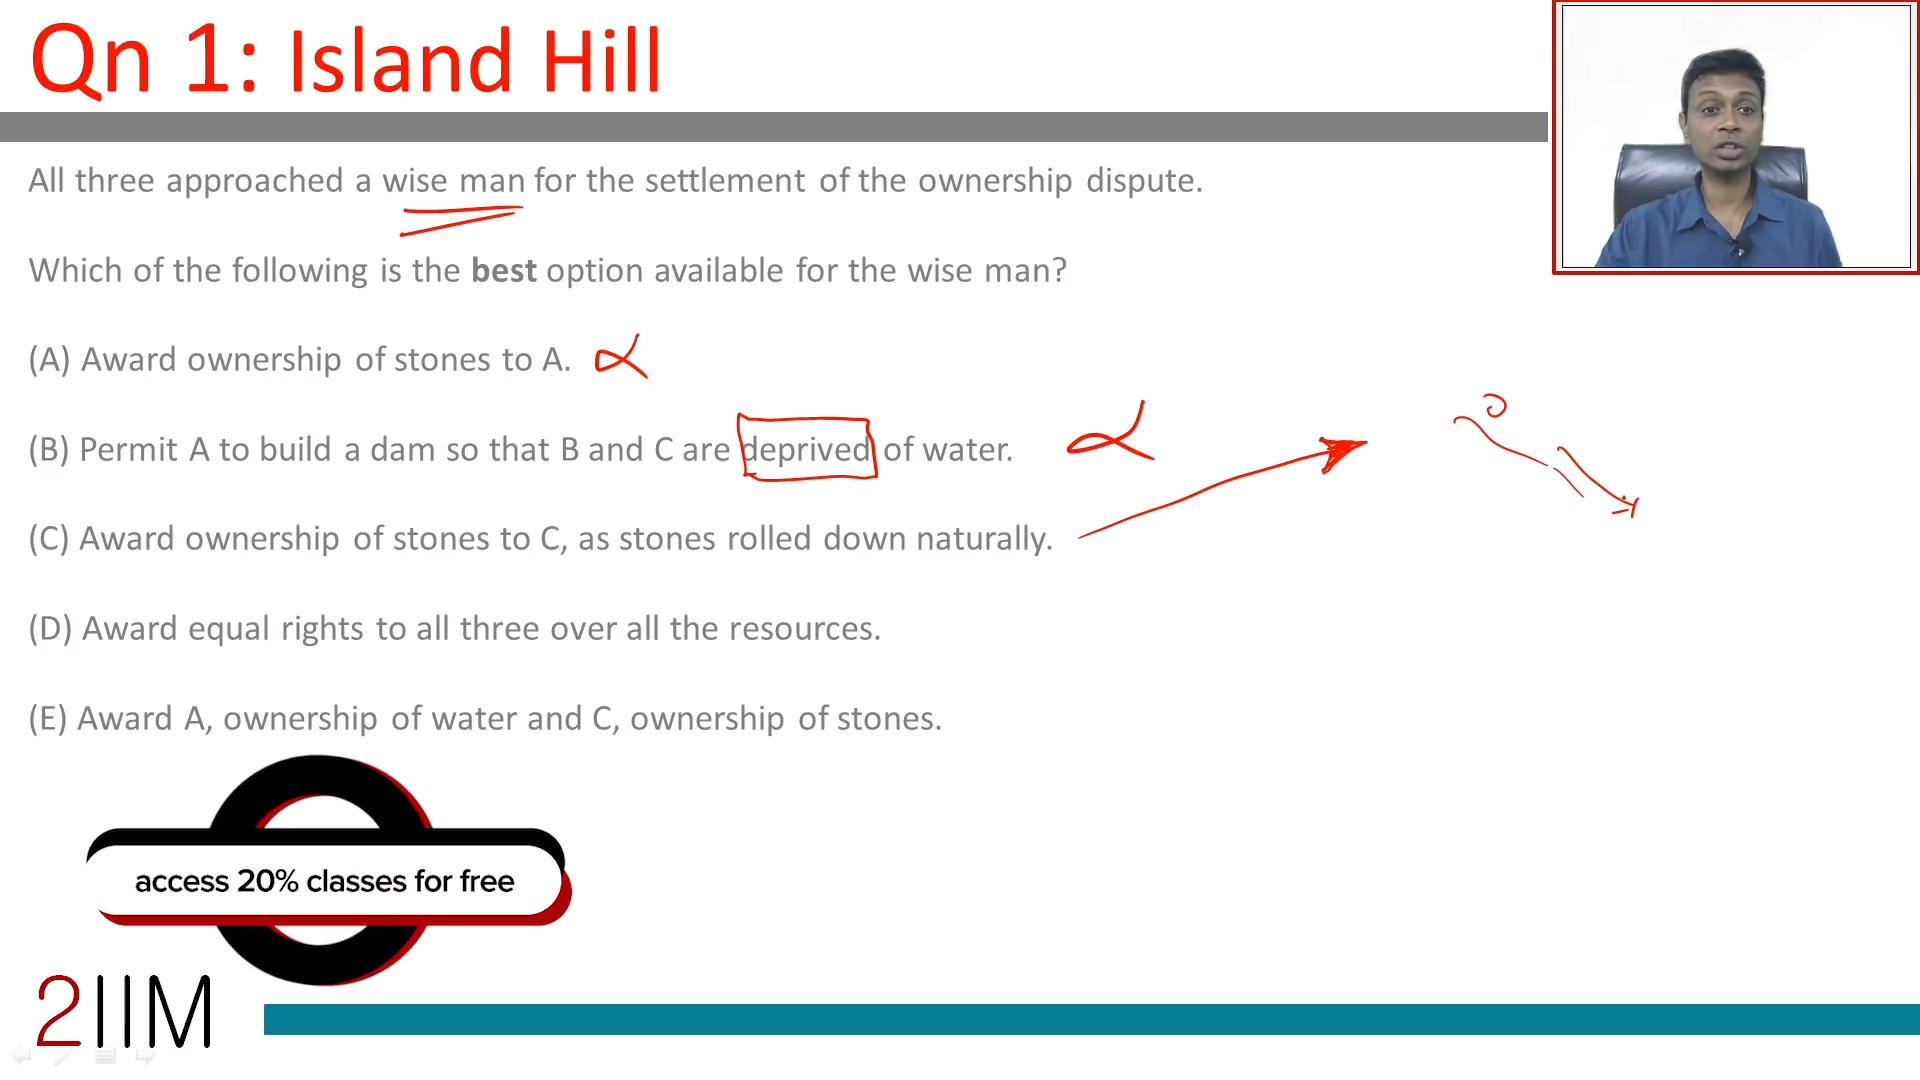 Qn 1: Island Hill
All three approached a wise man for the settlement of the ownership dispute.
Which of the following is the best option available for the wise man?
(A) Award ownership of stones to A.
(B) Permit A to build a dam so that B and C are deprived of water.
(C) Award ownership of stones to C, as stones rolled down naturally.
(D) Award equal rights to all three over all the resources.
(E) Award A, ownership of water and C, ownership of stones.
access 20% classes for free
2IIM